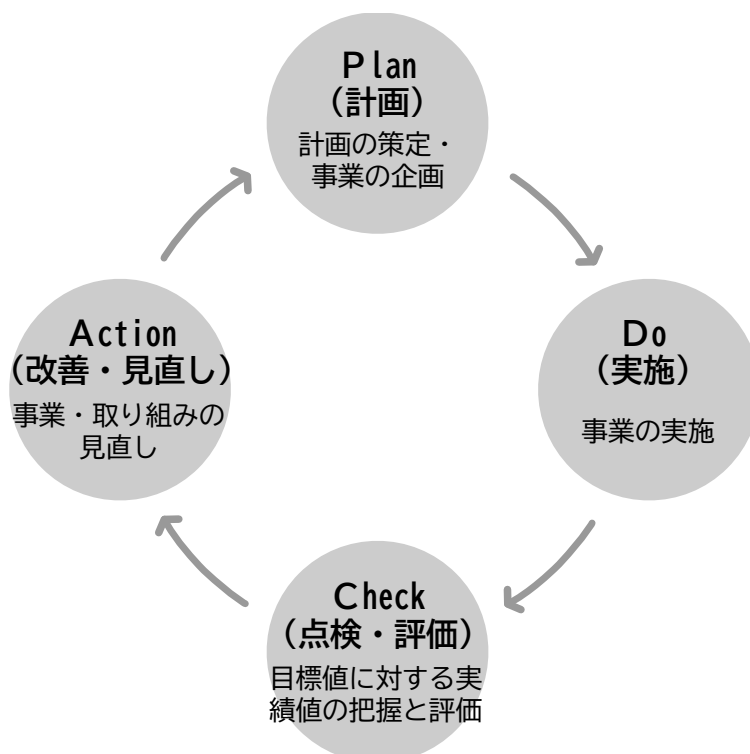 Plan
(計画)
計画の策定・
事業の企画
Do
(実施)
事業の実施
Check
(点検・評価)
目標値に対する実
績値の把握と評価
Action
(改善・見直し)
事業・取り組みの
見直し